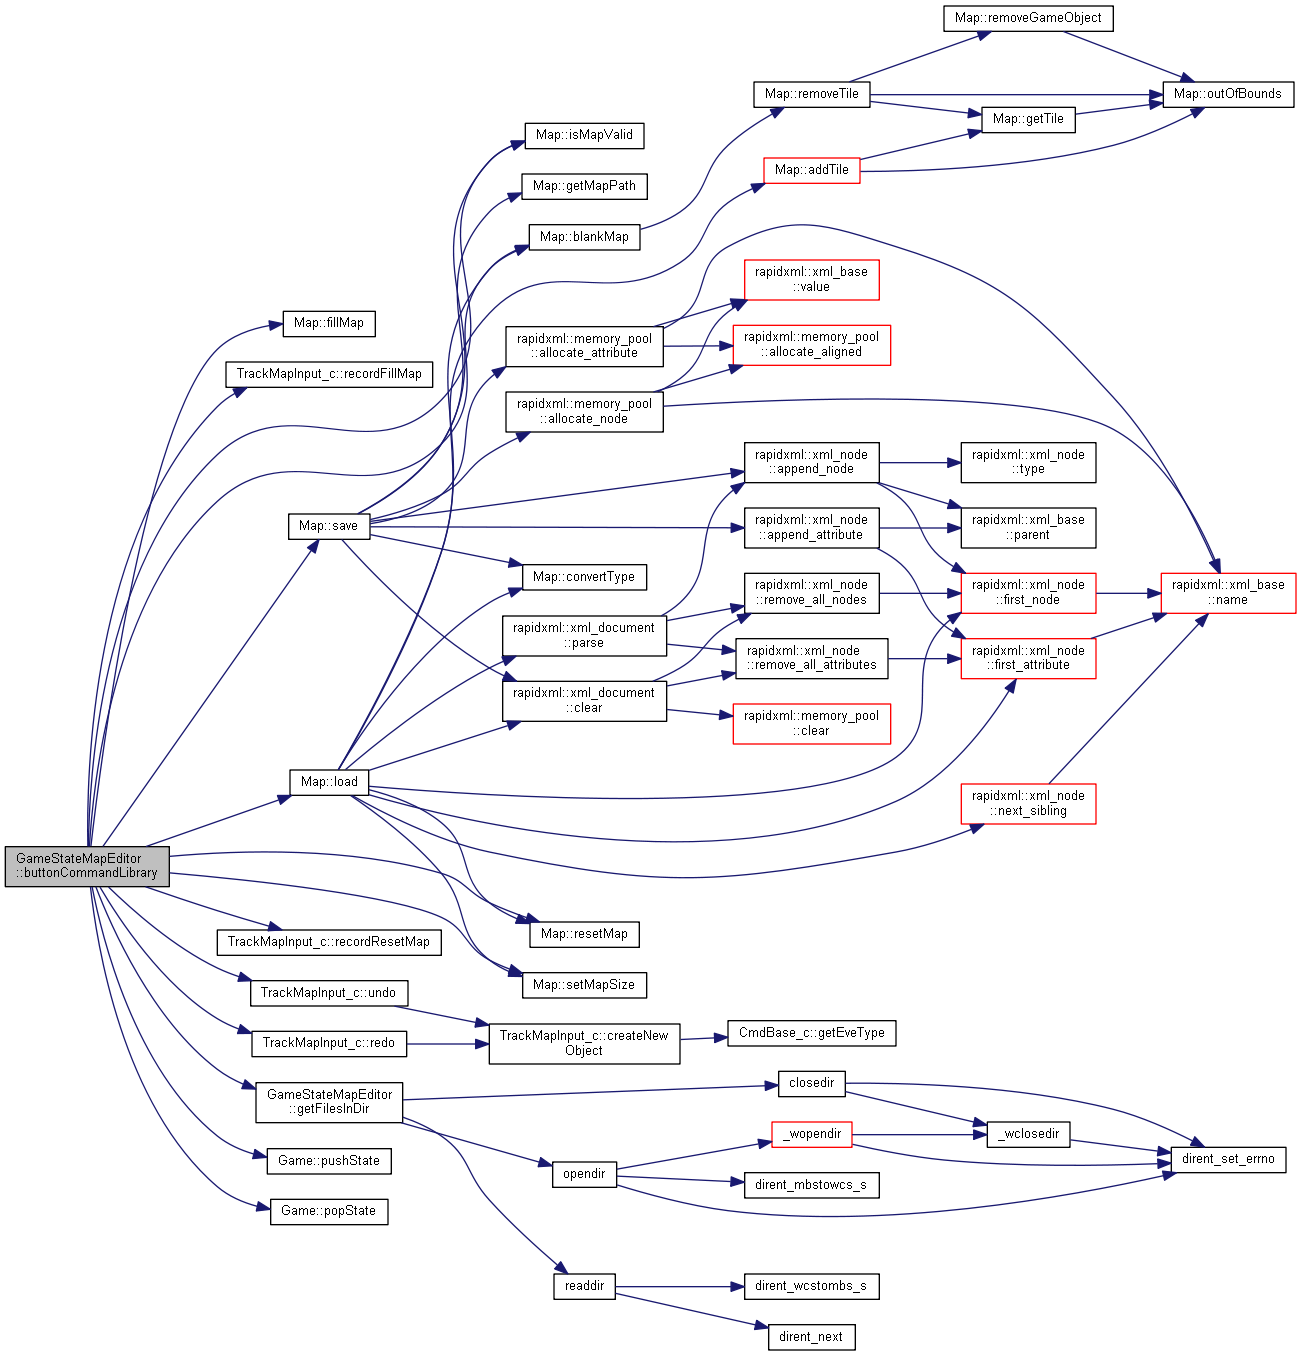 Map::removeGameObject
Map::removeTile
Map::outOfBounds
Map::getTile
Map::isMapValid
Map::addTile
Map::getMapPath
Map::blankMap
rapidxml::xml_base
::value
Map::fillMap
rapidxml::memory_pool
::allocate_attribute
rapidxml::memory_pool
::allocate_aligned
TrackMapInput_c::recordFillMap
rapidxml::memory_pool
::allocate_node
rapidxml::xml_node
::append_node
rapidxml::xml_node
::type
Map::save
rapidxml::xml_node
::append_attribute
rapidxml::xml_base
::parent
Map::convertType
rapidxml::xml_node
::remove_all_nodes
rapidxml::xml_node
::first_node
rapidxml::xml_base
::name
rapidxml::xml_document
::parse
rapidxml::xml_node
::remove_all_attributes
rapidxml::xml_node
::first_attribute
rapidxml::xml_document
::clear
rapidxml::memory_pool
::clear
Map::load
rapidxml::xml_node
::next_sibling
GameStateMapEditor
::buttonCommandLibrary
Map::resetMap
TrackMapInput_c::recordResetMap
Map::setMapSize
TrackMapInput_c::undo
TrackMapInput_c::redo
TrackMapInput_c::createNew
Object
CmdBase_c::getEveType
GameStateMapEditor
::getFilesInDir
closedir
_wopendir
_wclosedir
dirent_set_errno
Game::pushState
opendir
dirent_mbstowcs_s
Game::popState
readdir
dirent_wcstombs_s
dirent_next